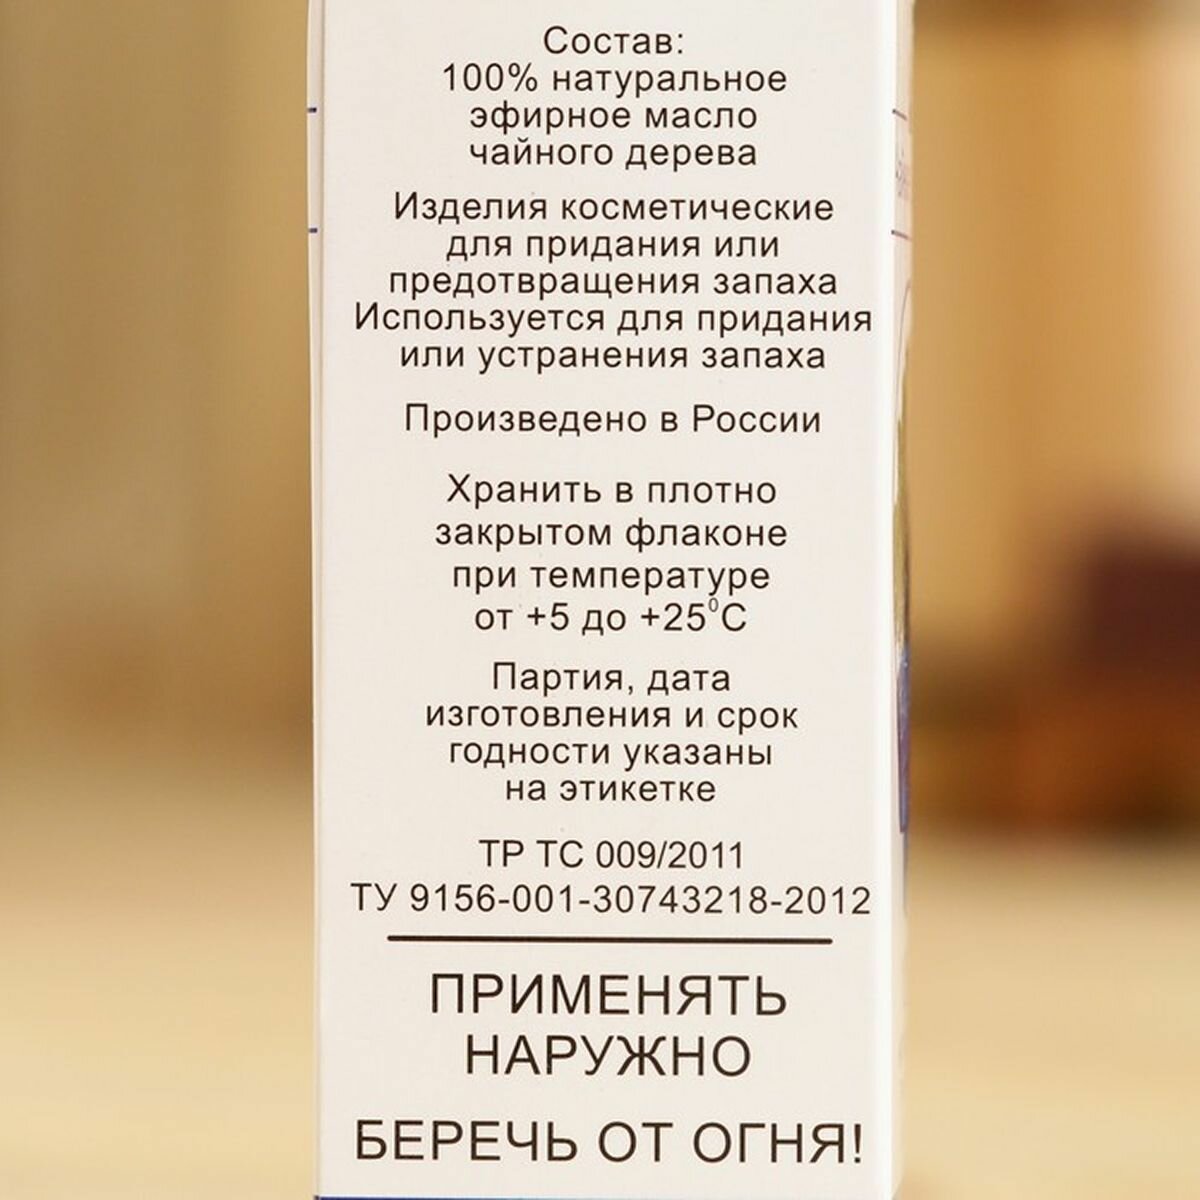 Состав:
100% натуральное
эфирное масло
чайного дерева
Изделия косметические
для придания или
предотвращения запаха
Используется для придания
или устранения запаха
Произведено в России
Хранить в плотно
закрытом флаконе
при температуре
от +5 до +25⁰С
Партия, дата
изготовления и срок
годности указаны
на этикетке
ТР ТС 009/2011
ТУ 9156-001-30743218-2012
ПРИМЕНЯТЬ
НАРУЖНО
БЕРЕЧЬ ОТ ОГНЯ!